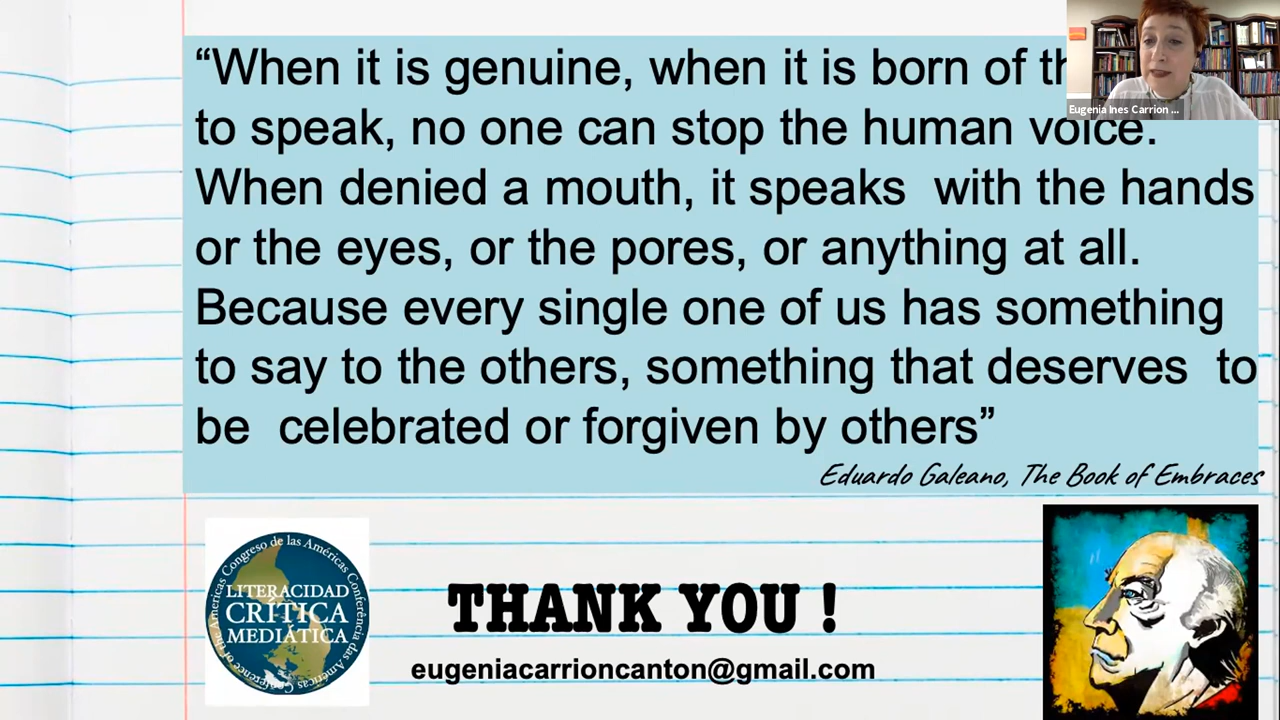 “When it is genuine, when it is born of
to speak, no one can stop the human voice.
When denied a mouth, it speaks  with the hands
or the eyes, or the pores, or anything at all.
Because every single one of us has something
to say to the others, something that deserves  to
be  celebrated or forgiven by others”
Eduardo Galeano, The Book of Embraces
Eugenia Ines Carrion ...
Congreso de las Américas Conferência das Américas Conference of the Americas
LITERACIDAD
CRÍTICA
MEDIÁTICA
THANK YOU !
eugeniacarrioncanton@gmail.com